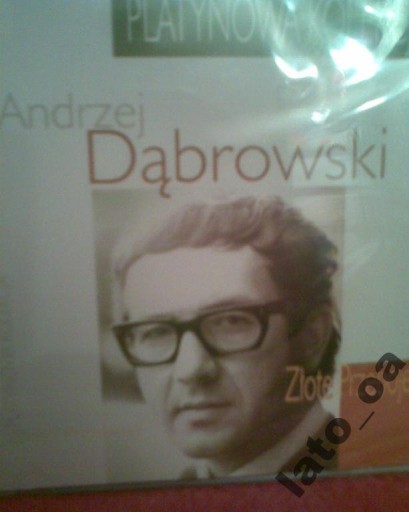 PLATYNOWA
Andrzej
Dąbrowski
Złote
lato_oa